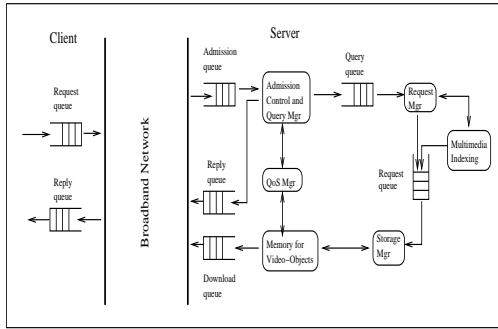 Client
Server
Request
queue
Reply
queue
Broadband Network
Admission
queue
Admission
Control and
Query Mgr
Query
queue
Request
Mgr
Multimedia
Indexing
Request
queue
Reply
queue
QoS Mgr
Memory for
Video-Objects
Storage
Mgr
Download
queue